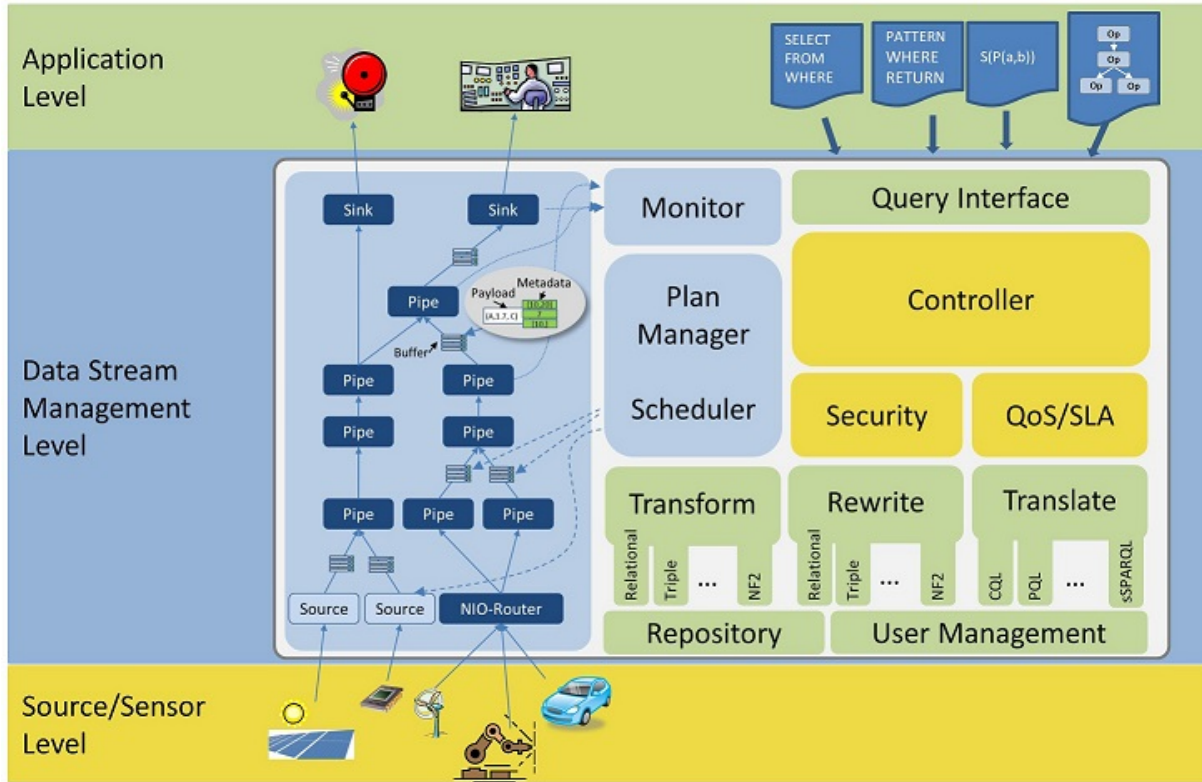 Application
Level
SELECT
FROM
WHERE
PATTERN
WHERE
RETURN
S(P(a,b))
Op
Op
Op
Op
Data Stream
Management
Level
Sink
Sink
Pipe
Payload
Metadata
7
Buffer
Pipe
Pipe
Pipe
Pipe
Pipe
Pipe
Pipe
Source
Source
NIO-Router
Monitor
Plan
Manager
Scheduler
Query Interface
Controller
Security
QoS/SLA
Transform
Relational
Triple
...
NF2
Rewrite
Relational
Triple
...
NF2
Translate
CQL
PQL
...
sSPARQL
Repository
User Management
Source/Sensor
Level